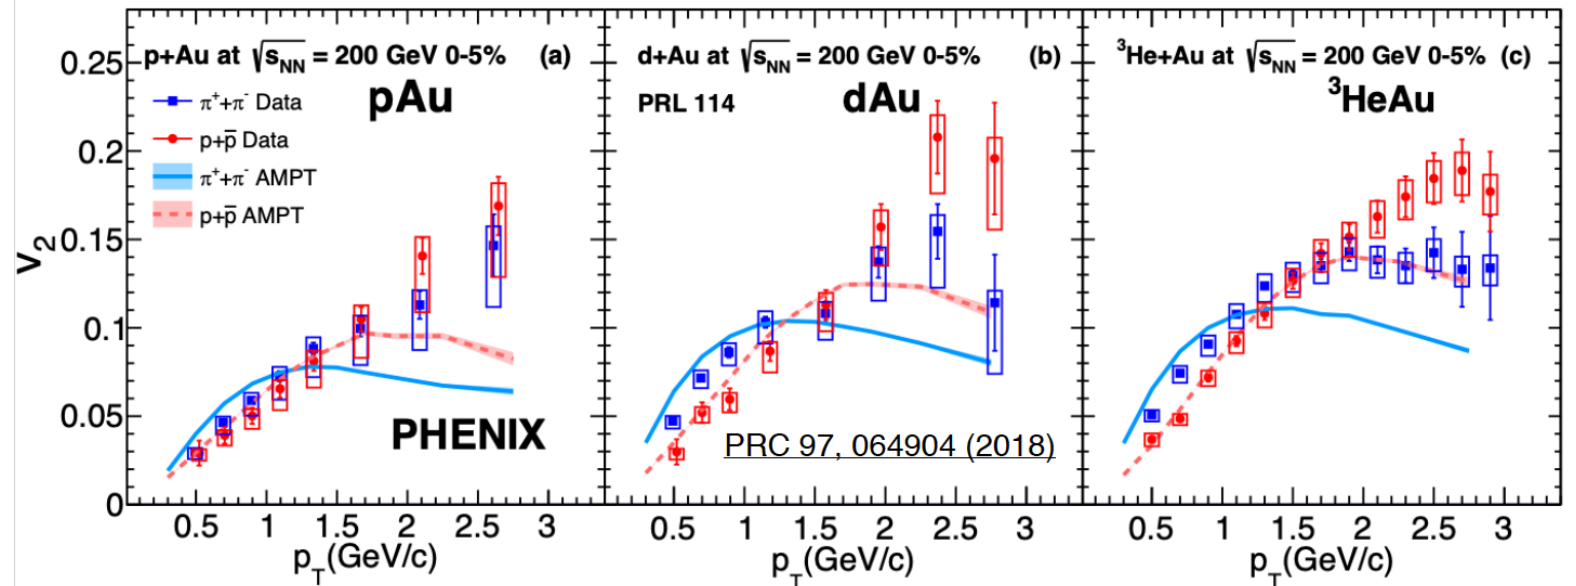 p+Au at √sNN = 200 GeV 0-5% (a)
pAu
π⁺+π⁻ Data
p+p̄ Data
π⁺+π⁻ AMPT
p+p̄ AMPT
PHENIX
d+Au at √sNN = 200 GeV 0-5% (b)
PRL 114
dAu
PRC 97, 064904 (2018)
³He+Au at √sNN = 200 GeV 0-5% (c)
³HeAu
v₂
0.25
0.2
0.15
0.1
0.05
0
0.5 1 1.5 2 2.5 3
0.5 1 1.5 2 2.5 3
0.5 1 1.5 2 2.5 3
pT(GeV/c)
pT(GeV/c)
pT(GeV/c)